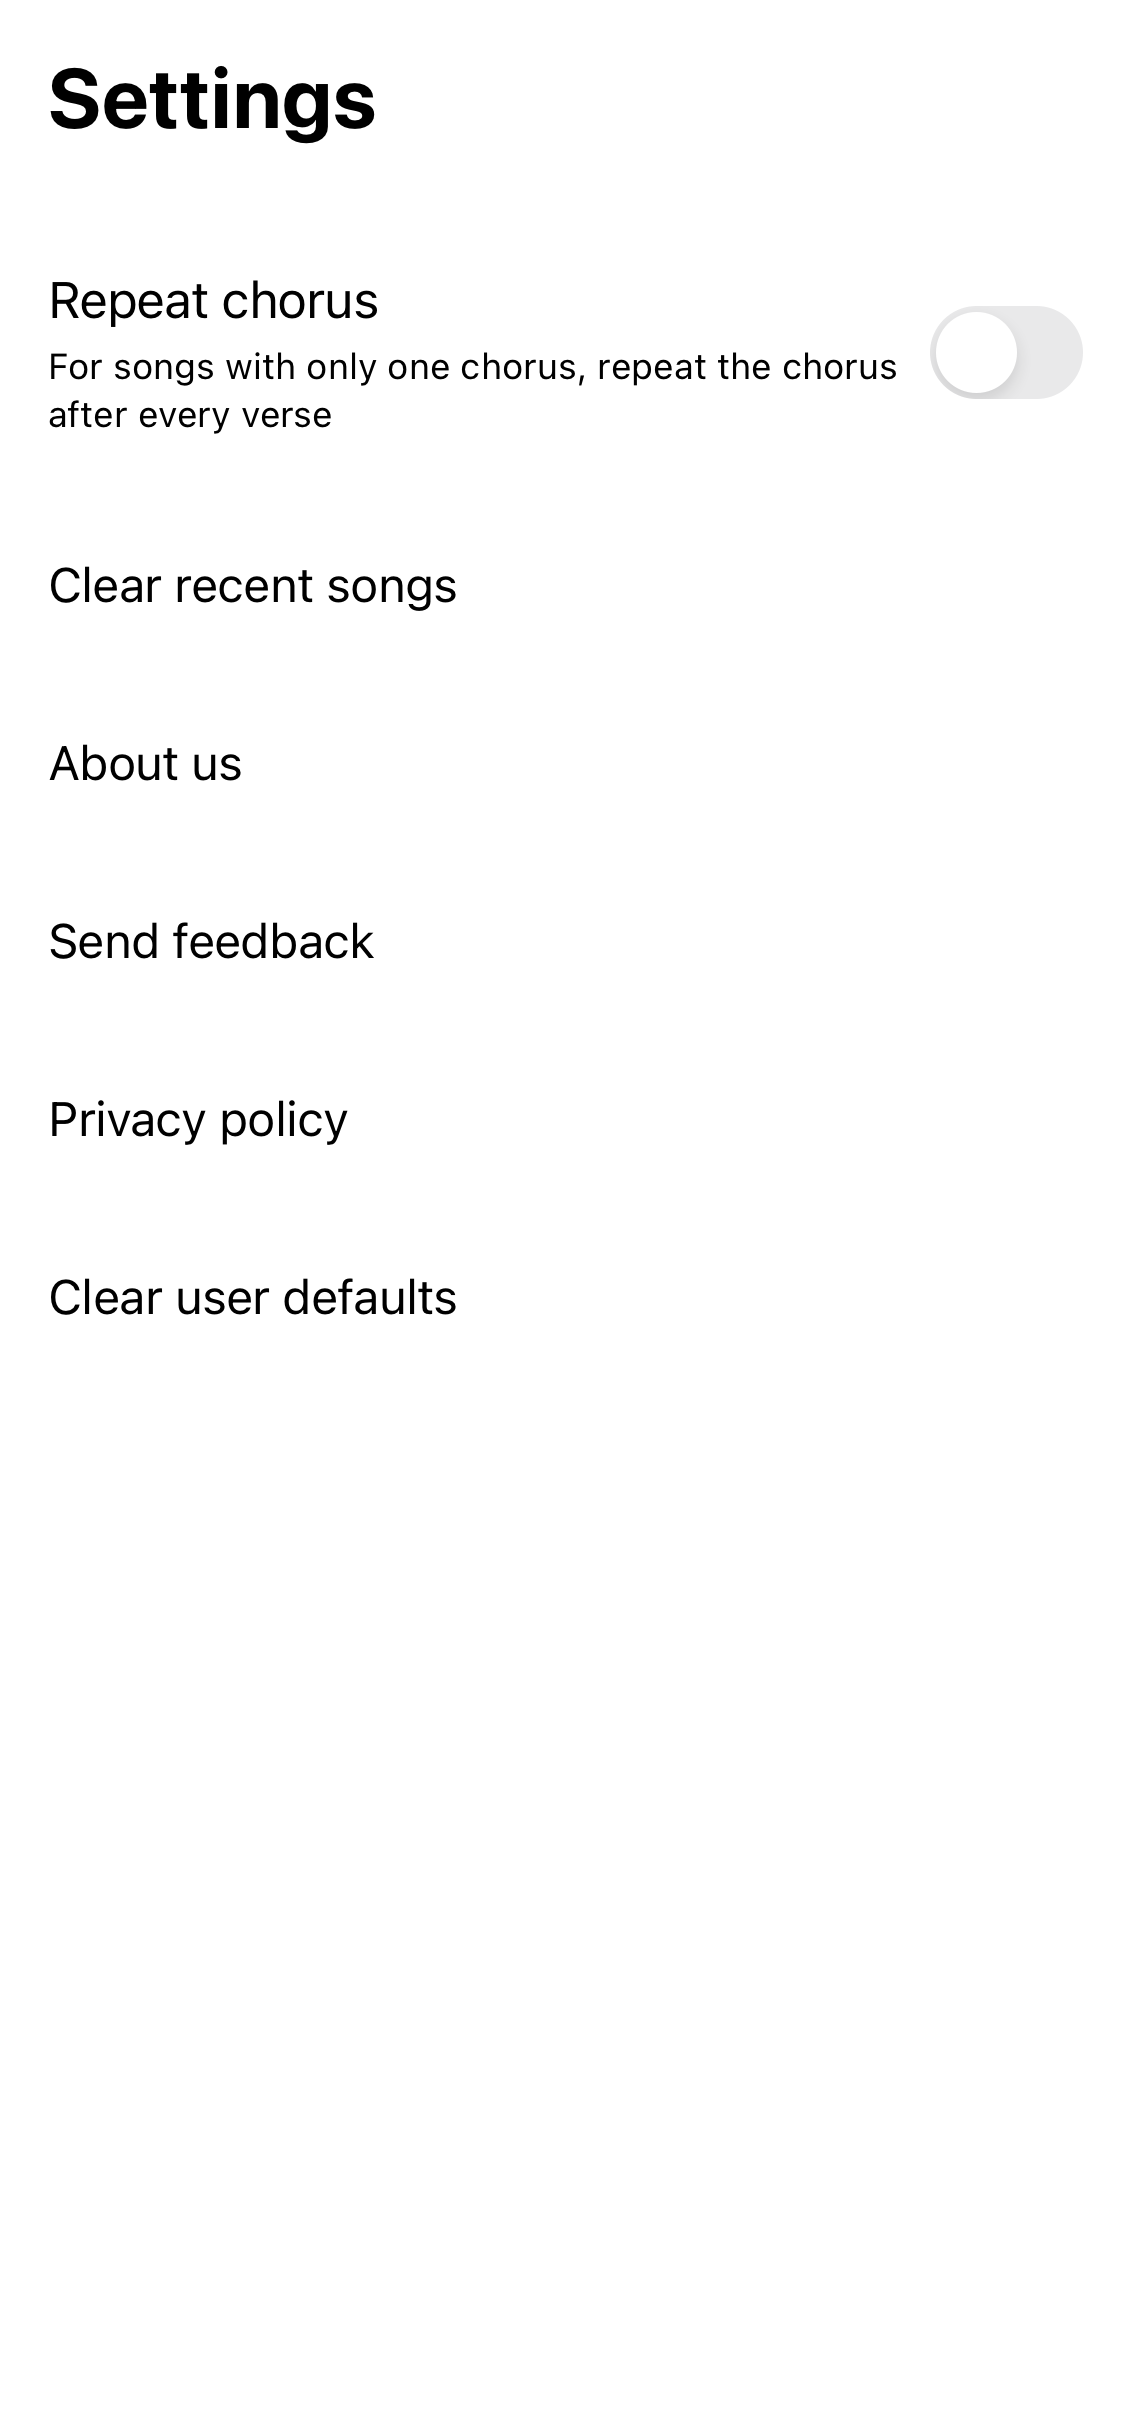 Settings
Repeat chorus
For songs with only one chorus, repeat the chorus
after every verse
Clear recent songs
About us
Send feedback
Privacy policy
Clear user defaults